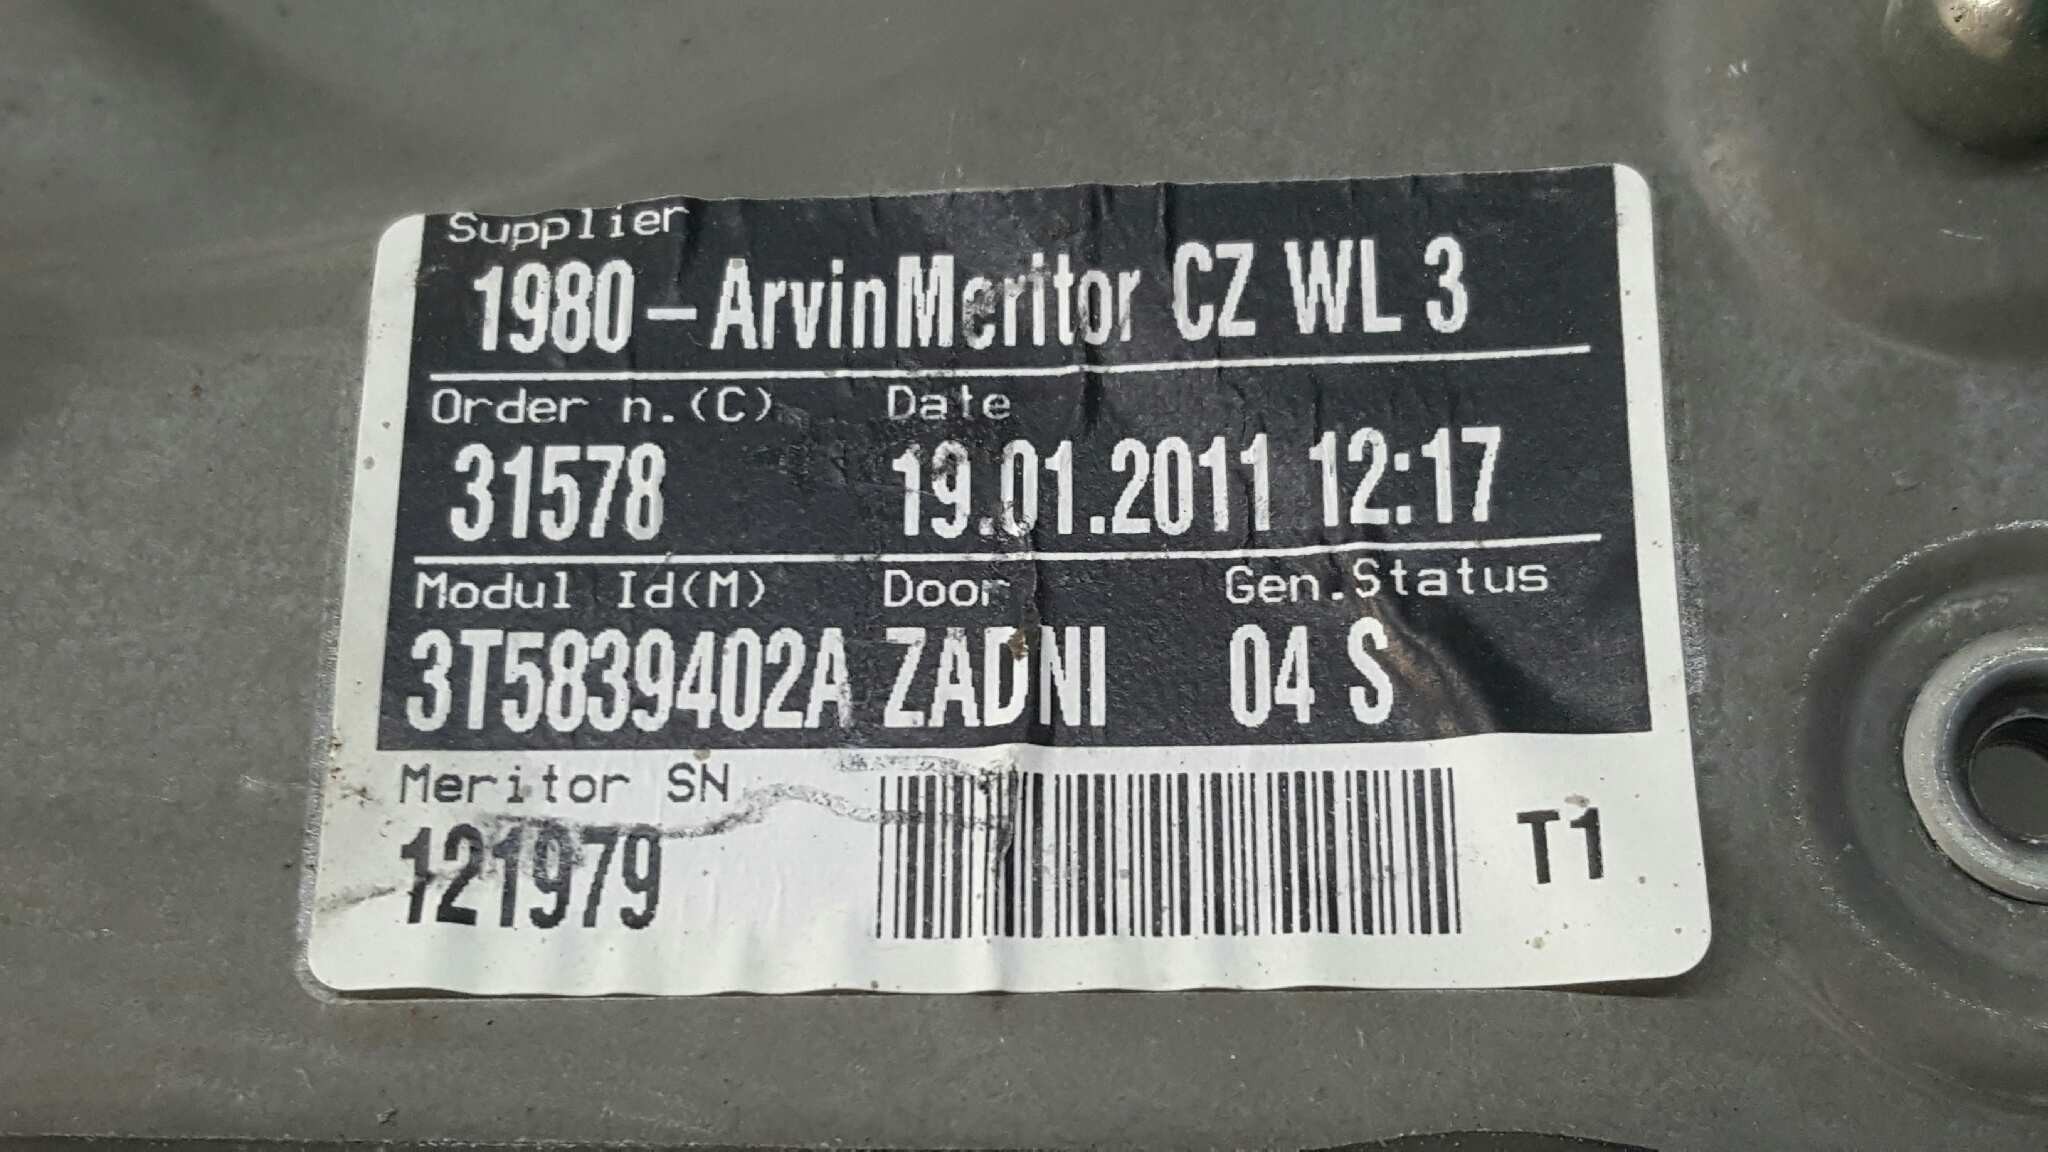 Supplier
1980-ArvinMeritor CZ WL 3
Order n.(C) Date
31578 19.01.2011 12:17
Modul Id(M) Door Gen.Status
3T5839402A ZADNI 04 S
Meritor SN
121979 T1